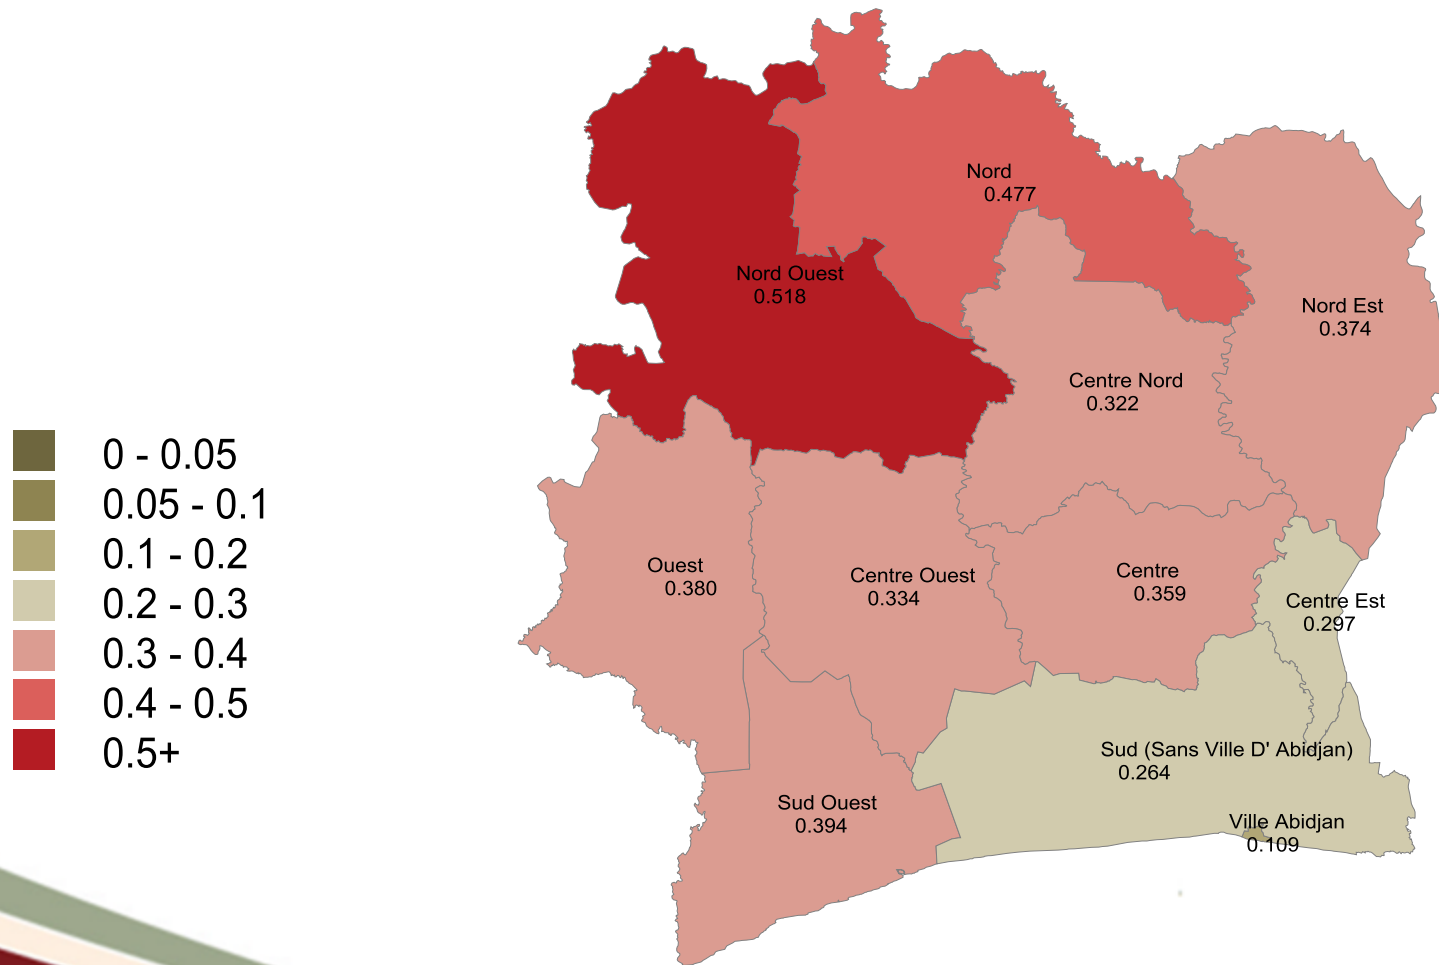 0 - 0.05
0.05 - 0.1
0.1 - 0.2
0.2 - 0.3
0.3 - 0.4
0.4 - 0.5
0.5+
Nord
0.477
Nord Ouest
0.518
Nord Est
0.374
Centre Nord
0.322
Ouest
0.380
Centre Ouest
0.334
Centre
0.359
Centre Est
0.297
Sud (Sans Ville D' Abidjan)
0.264
Sud Ouest
0.394
Ville Abidjan
0.109